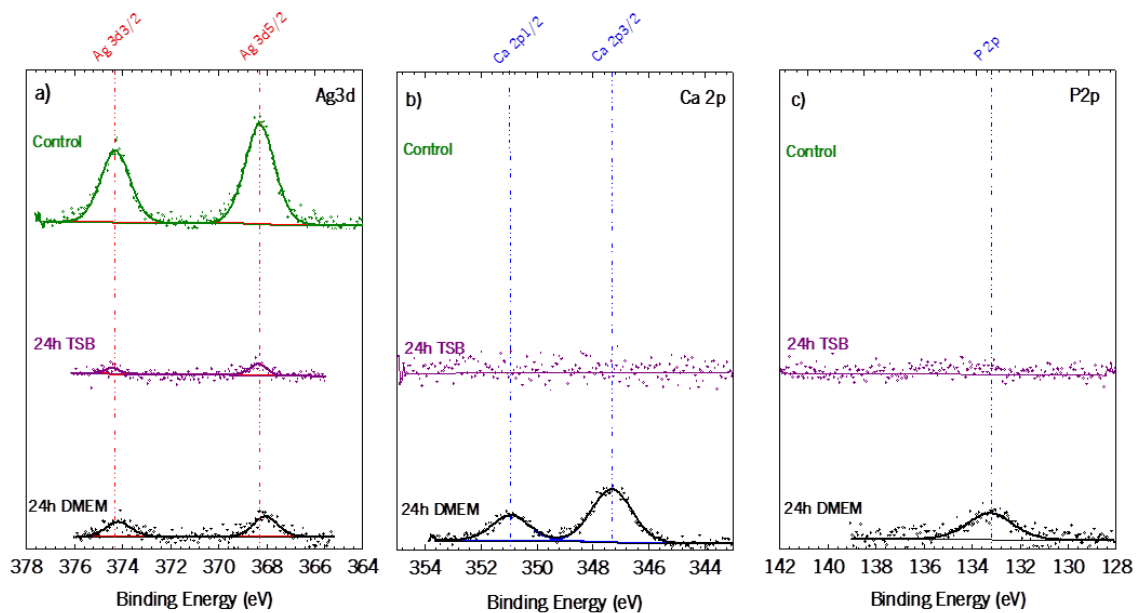 Ag 3d3/2
Ag 3d5/2
Ca 2p1/2
Ca 2p3/2
P 2p
a)
Ag3d
b)
Ca 2p
c)
P2p
Control
Control
Control
24h TSB
24h TSB
24h TSB
24h DMEM
24h DMEM
24h DMEM
378 376 374 372 370 368 366 364
354 352 350 348 346 344
142 140 138 136 134 132 130 128
Binding Energy (eV)
Binding Energy (eV)
Binding Energy (eV)